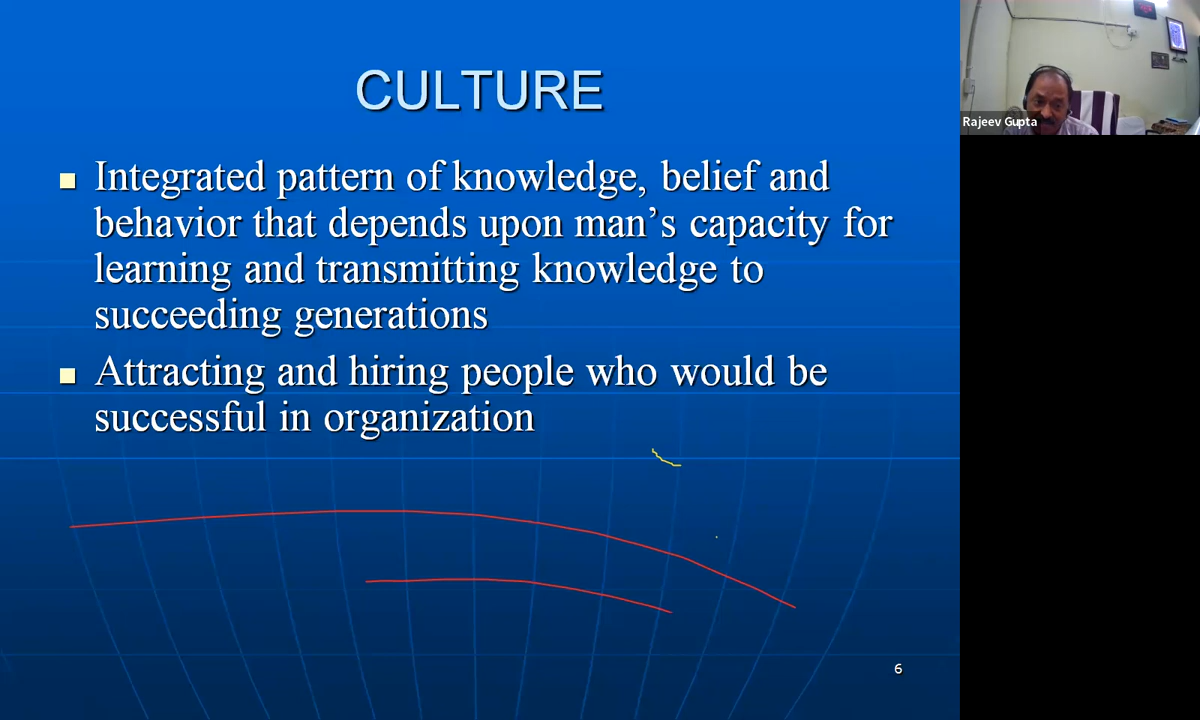 CULTURE
Integrated pattern of knowledge, belief and
behavior that depends upon man’s capacity for
learning and transmitting knowledge to
succeeding generations
Attracting and hiring people who would be
successful in organization
6
Rajeev Gupta